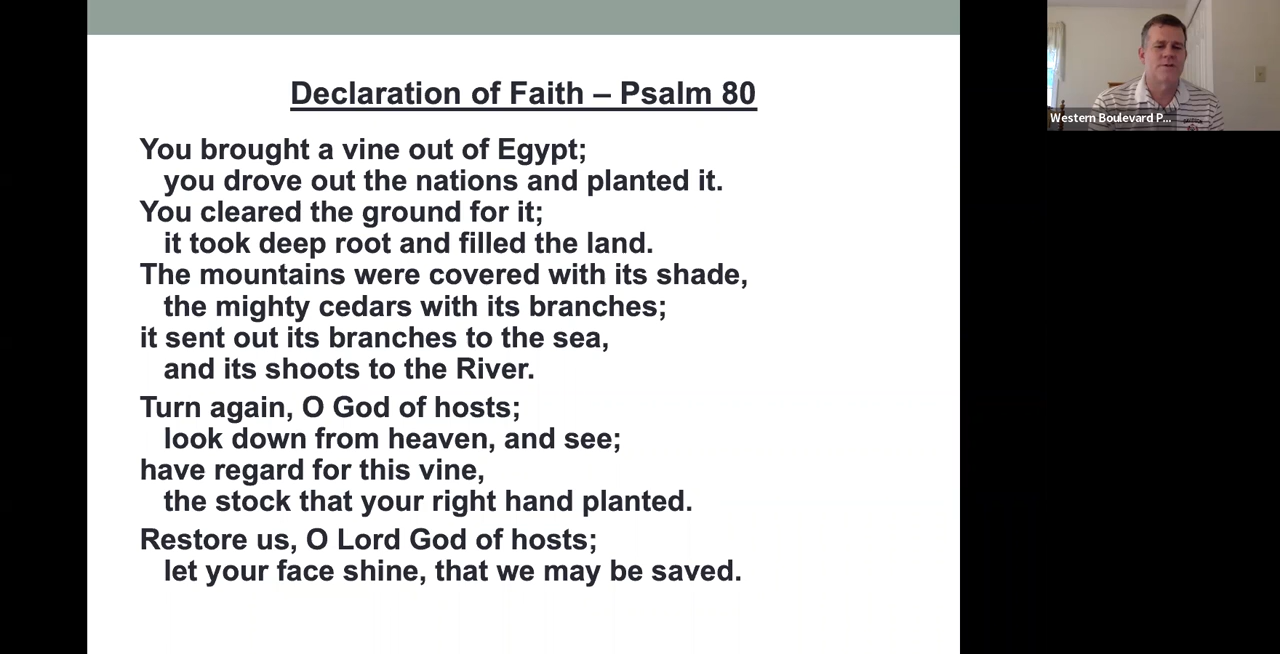 Declaration of Faith – Psalm 80
You brought a vine out of Egypt;
you drove out the nations and planted it.
You cleared the ground for it;
it took deep root and filled the land.
The mountains were covered with its shade,
the mighty cedars with its branches;
it sent out its branches to the sea,
and its shoots to the River.
Turn again, O God of hosts;
look down from heaven, and see;
have regard for this vine,
the stock that your right hand planted.
Restore us, O Lord God of hosts;
let your face shine, that we may be saved.
Western Boulevard P...